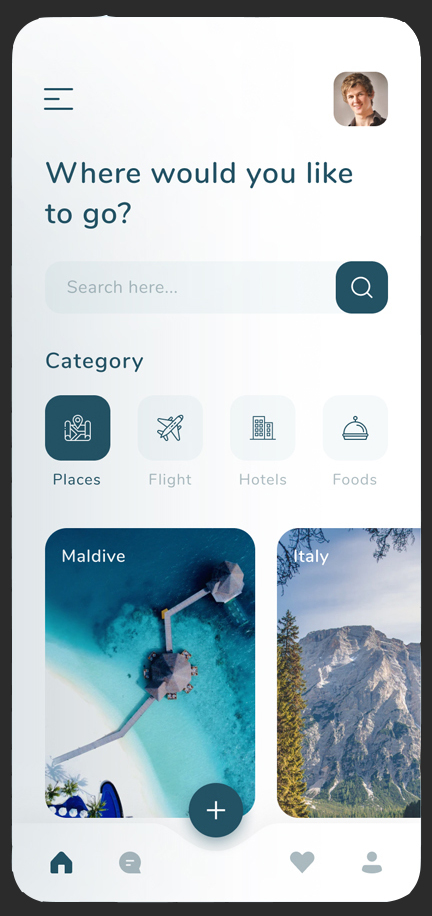 Where would you like
to go?
Search here...
Category
Places Flight Hotels Foods
Maldive Italy